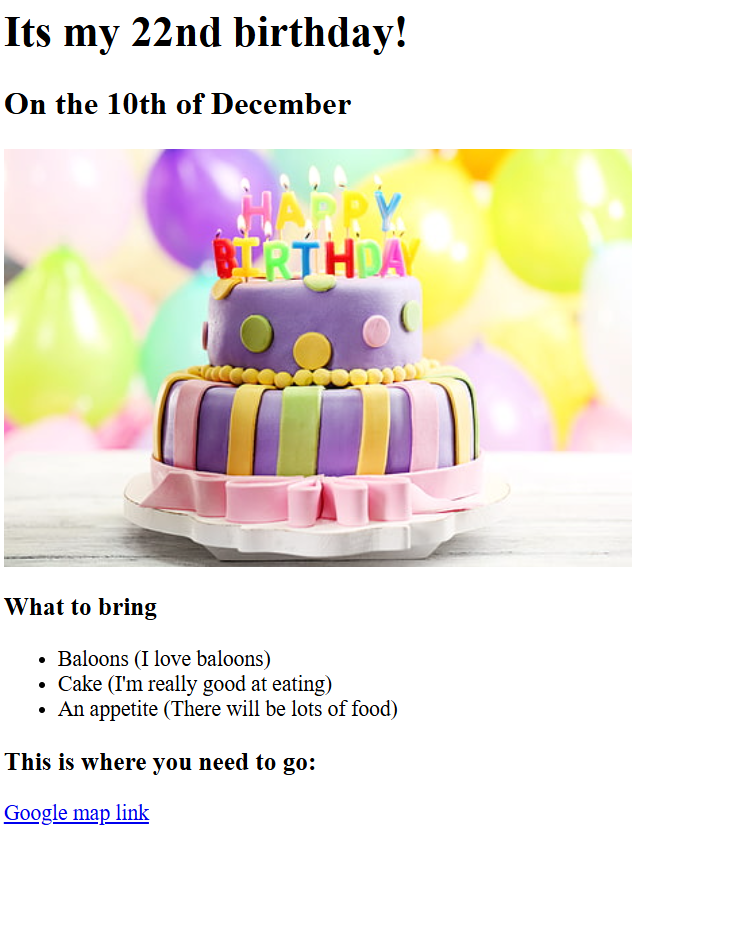 Its my 22nd birthday!
On the 10th of December
HAPPY
BIRTHDAY
What to bring
Baloons (I love baloons)
Cake (I'm really good at eating)
An appetite (There will be lots of food)
This is where you need to go:
Google map link